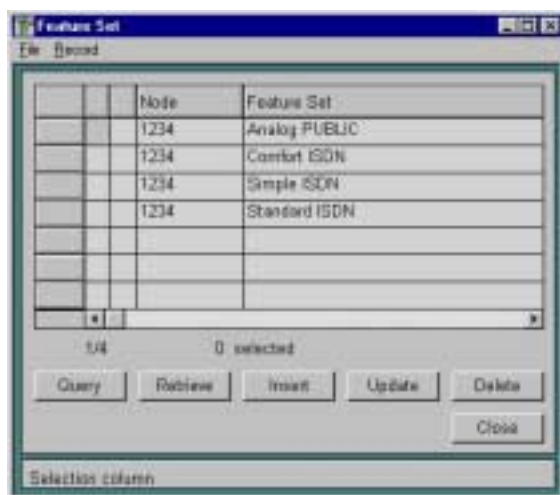 Feature Set
File Record
Node Feature Set
1234 Analog PUBLIC
1234 Comfort ISDN
1234 Simple ISDN
1234 Standard ISDN
1/4 0 selected
Query Retrieve Insert Update Delete
Close
Selection column